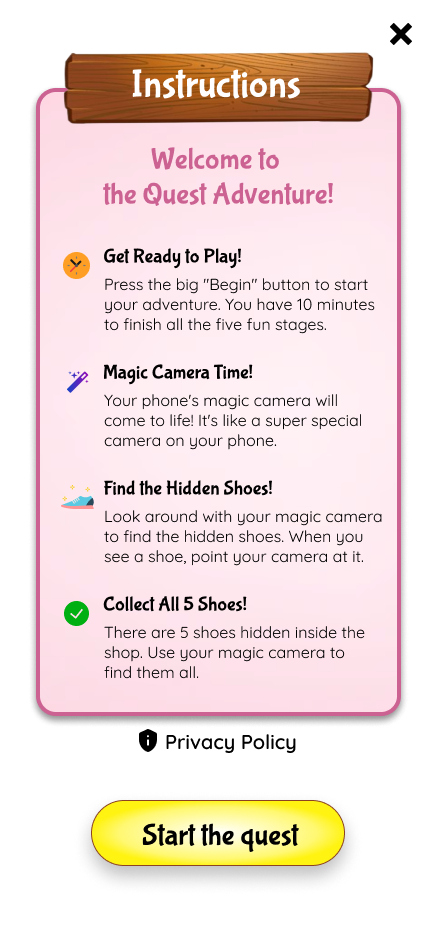 Instructions
Welcome to
the Quest Adventure!
Get Ready to Play!
Press the big "Begin" button to start
your adventure. You have 10 minutes
to finish all the five fun stages.
Magic Camera Time!
Your phone's magic camera will
come to life! It's like a super special
camera on your phone.
Find the Hidden Shoes!
Look around with your magic camera
to find the hidden shoes. When you
see a shoe, point your camera at it.
Collect All 5 Shoes!
There are 5 shoes hidden inside the
shop. Use your magic camera to
find them all.
Privacy Policy
Start the quest